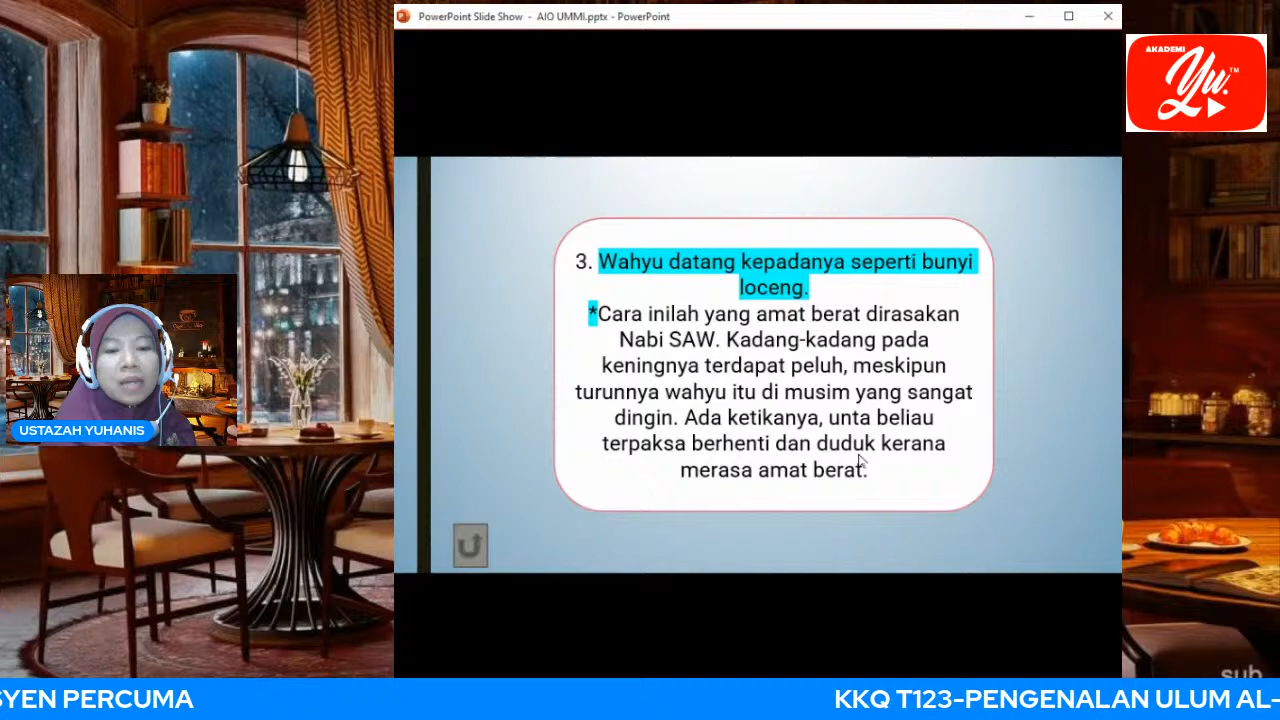 PowerPoint Slide Show - AIO UMMI.pptx - PowerPoint
AKADEMI
Yu.
TM
3. Wahyu datang kepadanya seperti bunyi
loceng.
*Cara inilah yang amat berat dirasakan
Nabi SAW. Kadang-kadang pada
keningnya terdapat peluh, meskipun
turunnya wahyu itu di musim yang sangat
dingin. Ada ketikanya, unta beliau
terpaksa berhenti dan duduk kerana
merasa amat berat.
USTAZAH YUHANIS
sub
SYEN PERCUMA
KKQ T123-PENGENALAN ULUM AL-